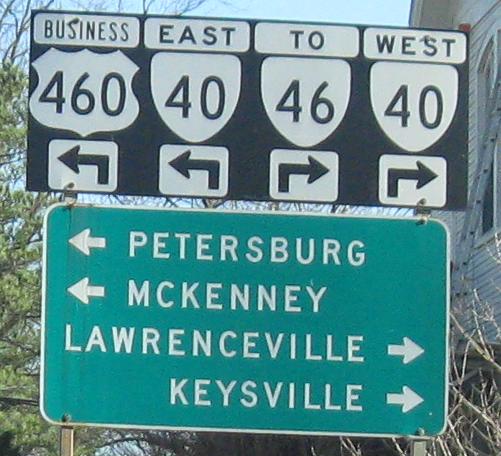 BUSINESS EAST TO WEST
460 40 46 40
PETERSBURG
MCKENNEY
LAWRENCEVILLE
KEYSVILLE